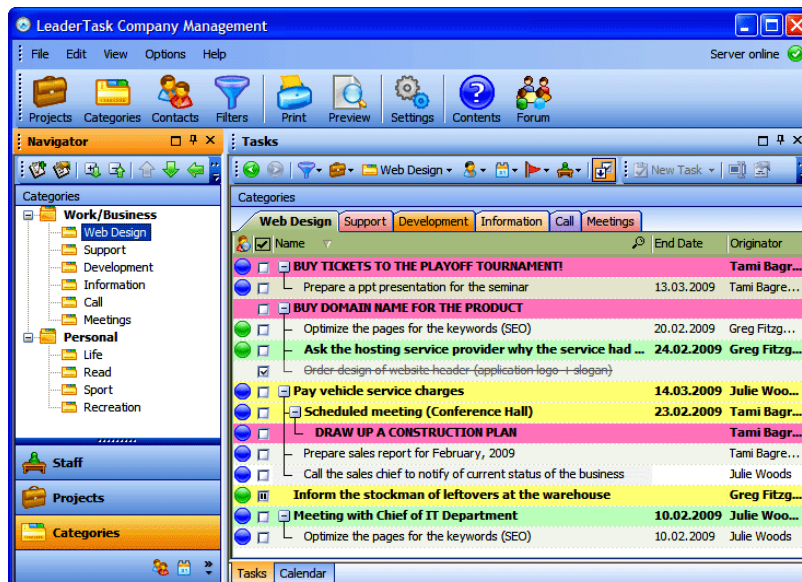 LeaderTask Company Management
File Edit View Options Help Server online
Projects Categories Contacts Filters Print Preview Settings Contents Forum
Navigator
Tasks
Web Design New Task
Categories
Categories
Work/Business
Web Design
Support
Development
Information
Call
Meetings
Personal
Life
Read
Sport
Recreation
Staff
Projects
Categories
Web Design Support Development Information Call Meetings
Name End Date Originator
BUY TICKETS TO THE PLAYOFF TOURNAMENT! Tami Bagr...
Prepare a ppt presentation for the seminar 13.03.2009 Tami Bagre...
BUY DOMAIN NAME FOR THE PRODUCT
Optimize the pages for the keywords (SEO) 20.02.2009 Greg Fitzg...
Ask the hosting service provider why the service had ... 24.02.2009 Greg Fitzg...
Order design of website header (application logo + slogan)
Pay vehicle service charges 14.03.2009 Julie Woo...
Scheduled meeting (Conference Hall) 23.02.2009 Tami Bagr...
DRAW UP A CONSTRUCTION PLAN Tami Bagr...
Prepare sales report for February, 2009 Tami Bagre...
Call the sales chief to notify of current status of the business Julie Woods
Inform the stockman of leftovers at the warehouse Greg Fitzg...
Meeting with Chief of IT Department 10.02.2009 Julie Woo...
Optimize the pages for the keywords (SEO) 10.02.2009 Julie Woods
Tasks Calendar